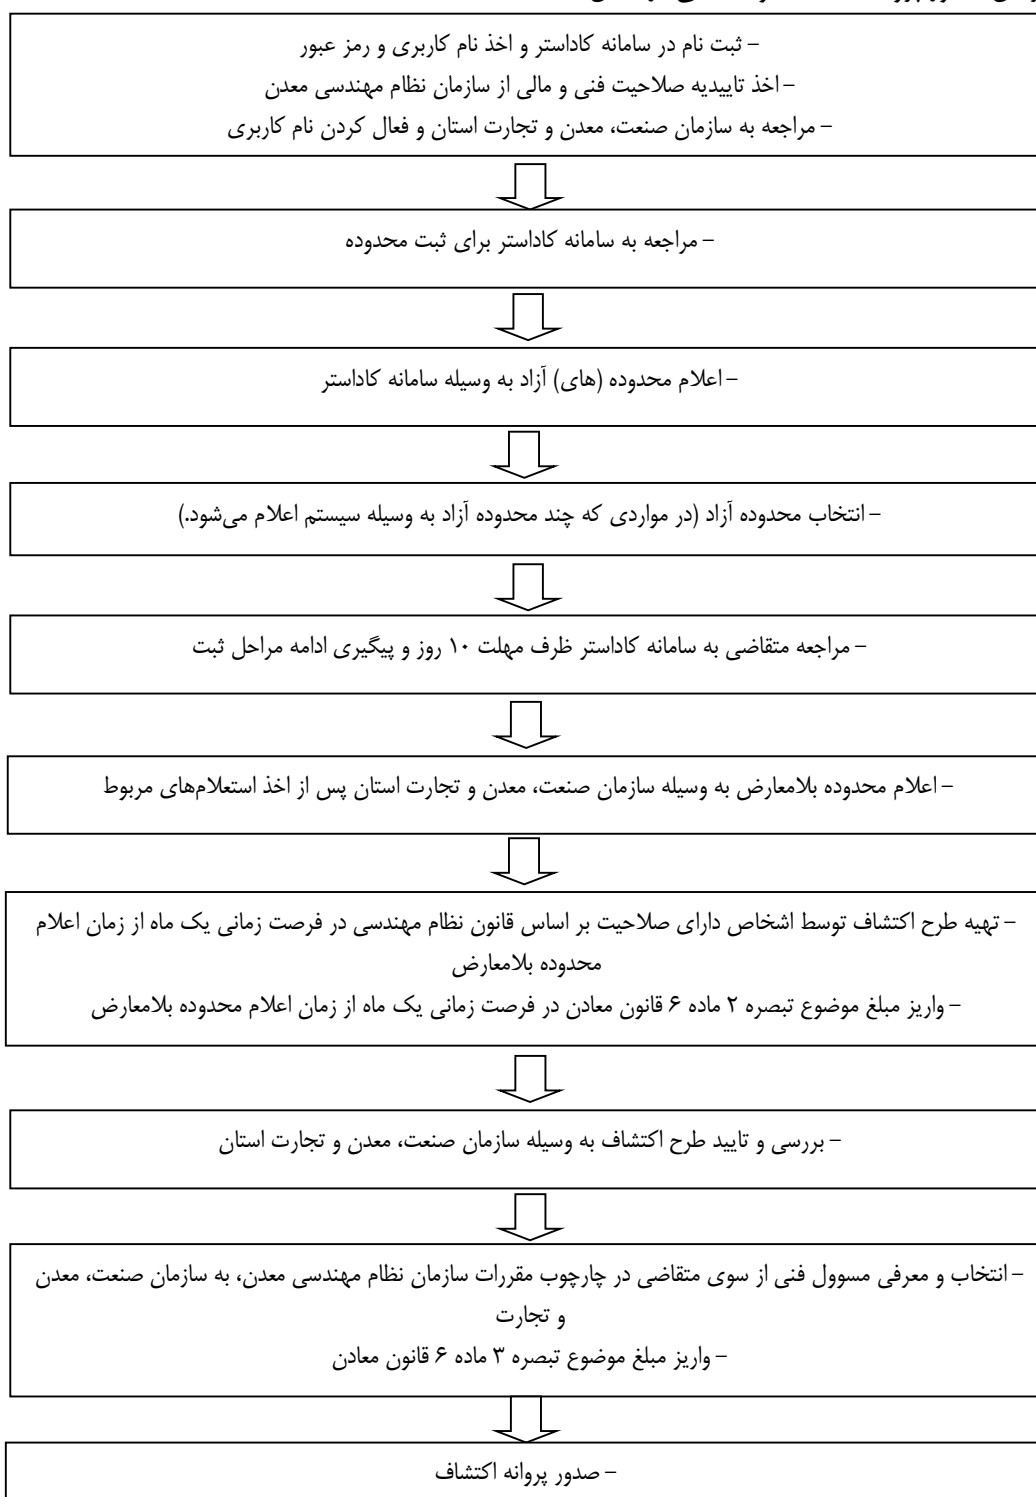 – ثبت نام در سامانه کاداستر و اخذ نام کاربری و رمز عبور
– اخذ تاییدیه صلاحیت فنی و مالی از سازمان نظام مهندسی معدن
– مراجعه به سازمان صنعت، معدن و تجارت استان و فعال کردن نام کاربری
– مراجعه به سامانه کاداستر برای ثبت محدوده
– اعلام محدوده (های) آزاد به وسیله سامانه کاداستر
– انتخاب محدوده آزاد (در مواردی که چند محدوده آزاد به وسیله سیستم اعلام می‌شود.)
– مراجعه متقاضی به سامانه کاداستر ظرف مهلت ۱۰ روز و پیگیری ادامه مراحل ثبت
– اعلام محدوده بلامعارض به وسیله سازمان صنعت، معدن و تجارت استان پس از اخذ استعلام‌های مربوط
– تهیه طرح اکتشاف توسط اشخاص دارای صلاحیت بر اساس قانون نظام مهندسی در فرصت زمانی یک ماه از زمان اعلام
محدوده بلامعارض
– واریز مبلغ موضوع تبصره ۲ ماده ۶ قانون معادن در فرصت زمانی یک ماه از زمان اعلام محدوده بلامعارض
– بررسی و تایید طرح اکتشاف به وسیله سازمان صنعت، معدن و تجارت استان
– انتخاب و معرفی مسوول فنی از سوی متقاضی در چارچوب مقررات سازمان نظام مهندسی معدن، به سازمان صنعت، معدن
و تجارت
– واریز مبلغ موضوع تبصره ۳ ماده ۶ قانون معادن
– صدور پروانه اکتشاف